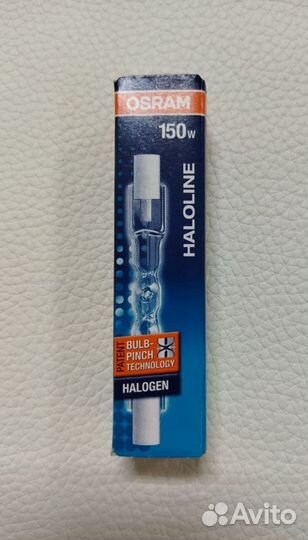 OSRAM
150W
HALOLINE
PATENT
BULB-
PINCH
TECHNOLOGY
HALOGEN
Avito